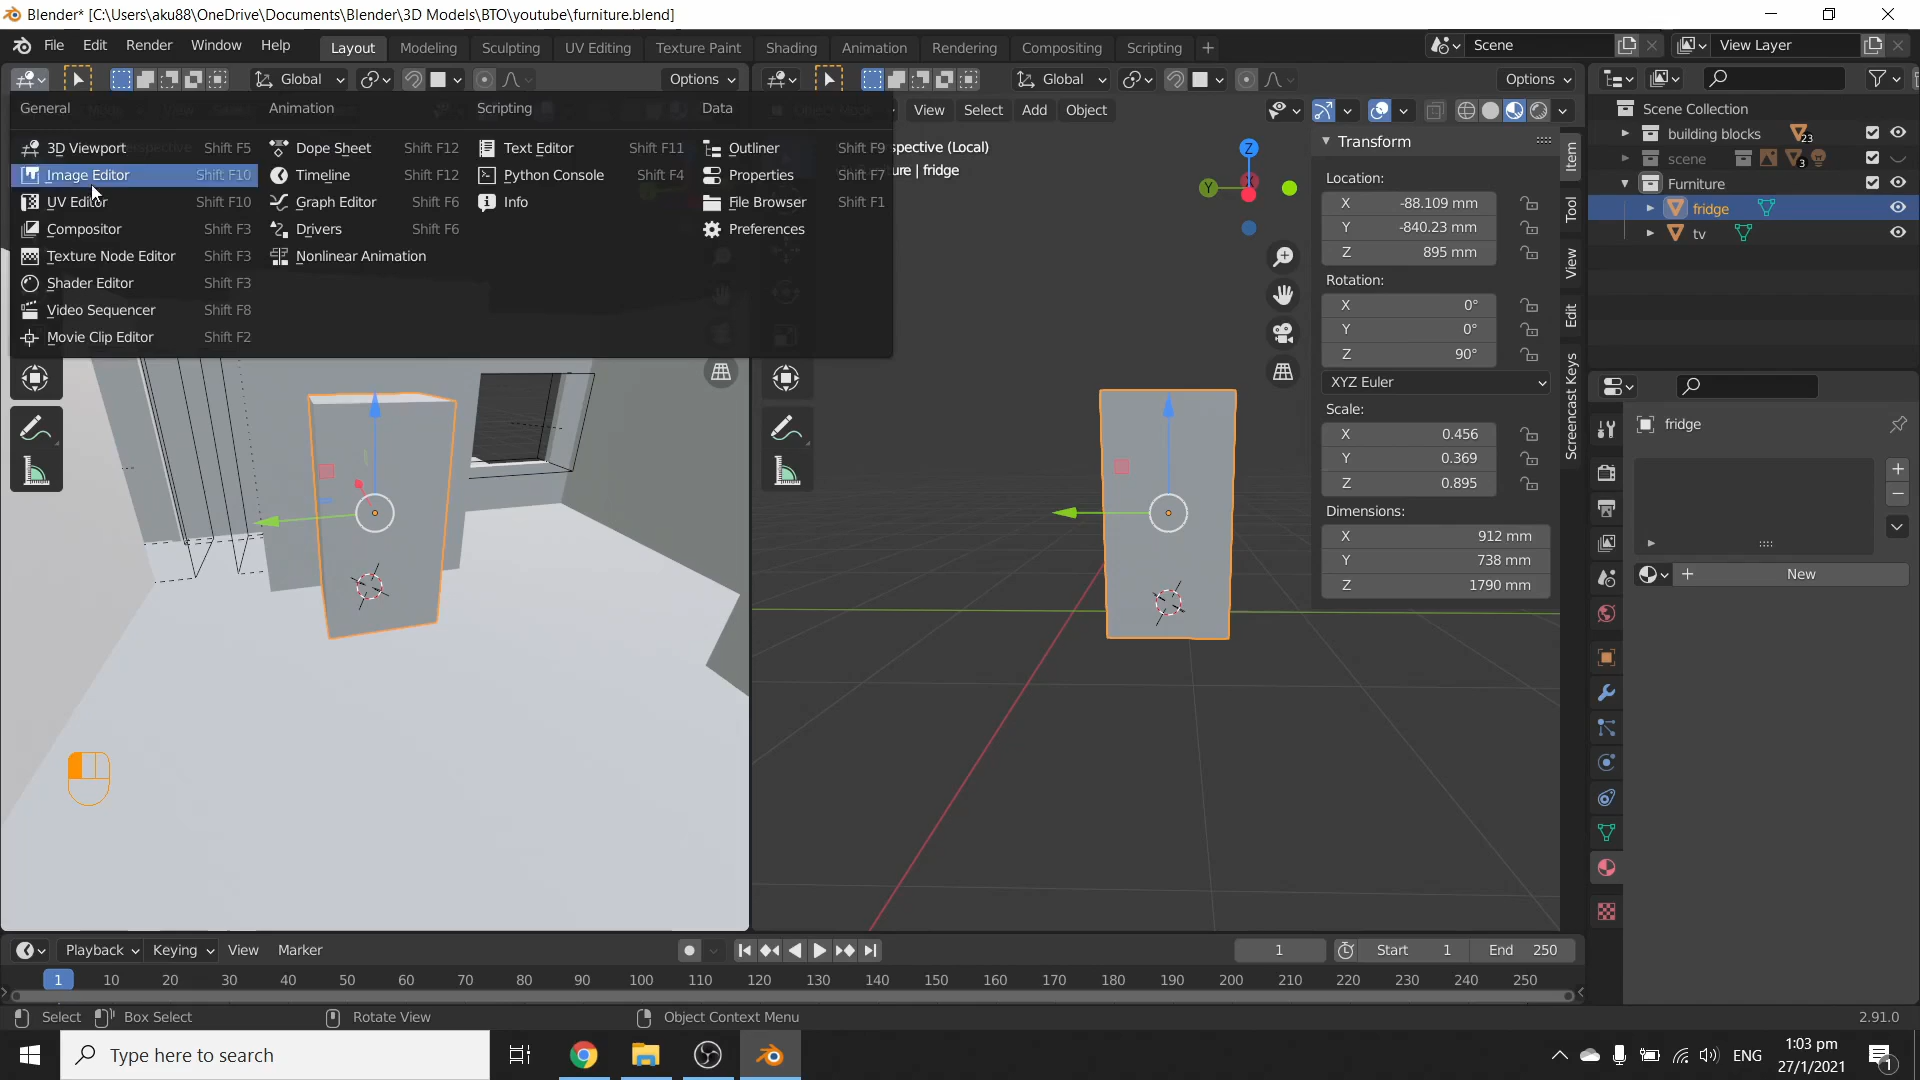 Blender* [C:\Users\aku88\OneDrive\Documents\Blender\3D Models\BTO\youtube\furniture.blend]
File Edit Render Window Help Layout Modeling Sculpting UV Editing Texture Paint Shading Animation Rendering Compositing Scripting + Scene View Layer
Global Options Global Options
General Animation Scripting Data
View Select Add Object
3D Viewport Shift F5 Dope Sheet Shift F12 Text Editor Shift F11 Outliner Shift F9
Image Editor Shift F10 Timeline Shift F12 Python Console Shift F4 Properties Shift F7
UV Editor Shift F10 Graph Editor Shift F6 Info File Browser Shift F1
Compositor Shift F3 Drivers Shift F6 Preferences
Texture Node Editor Shift F3 Nonlinear Animation
Shader Editor Shift F3
Video Sequencer Shift F8
Movie Clip Editor Shift F2
spective (Local)
ure | fridge
Z
Y
Transform
Location:
X -88.109 mm
Y -840.23 mm
Z 895 mm
Rotation:
X 0°
Y 0°
Z 90°
XYZ Euler
Scale:
X 0.456
Y 0.369
Z 0.895
Dimensions:
X 912 mm
Y 738 mm
Z 1790 mm
Item
Tool
View
Edit
Screencast Keys
Scene Collection
building blocks 23
scene 3
Furniture
fridge
tv
fridge
New
Playback Keying View Marker 1 Start 1 End 250
1 10 20 30 40 50 60 70 80 90 100 110 120 130 140 150 160 170 180 190 200 210 220 230 240 250
Select Box Select Rotate View Object Context Menu 2.91.0
Type here to search ENG 1:03 pm
27/1/2021 1